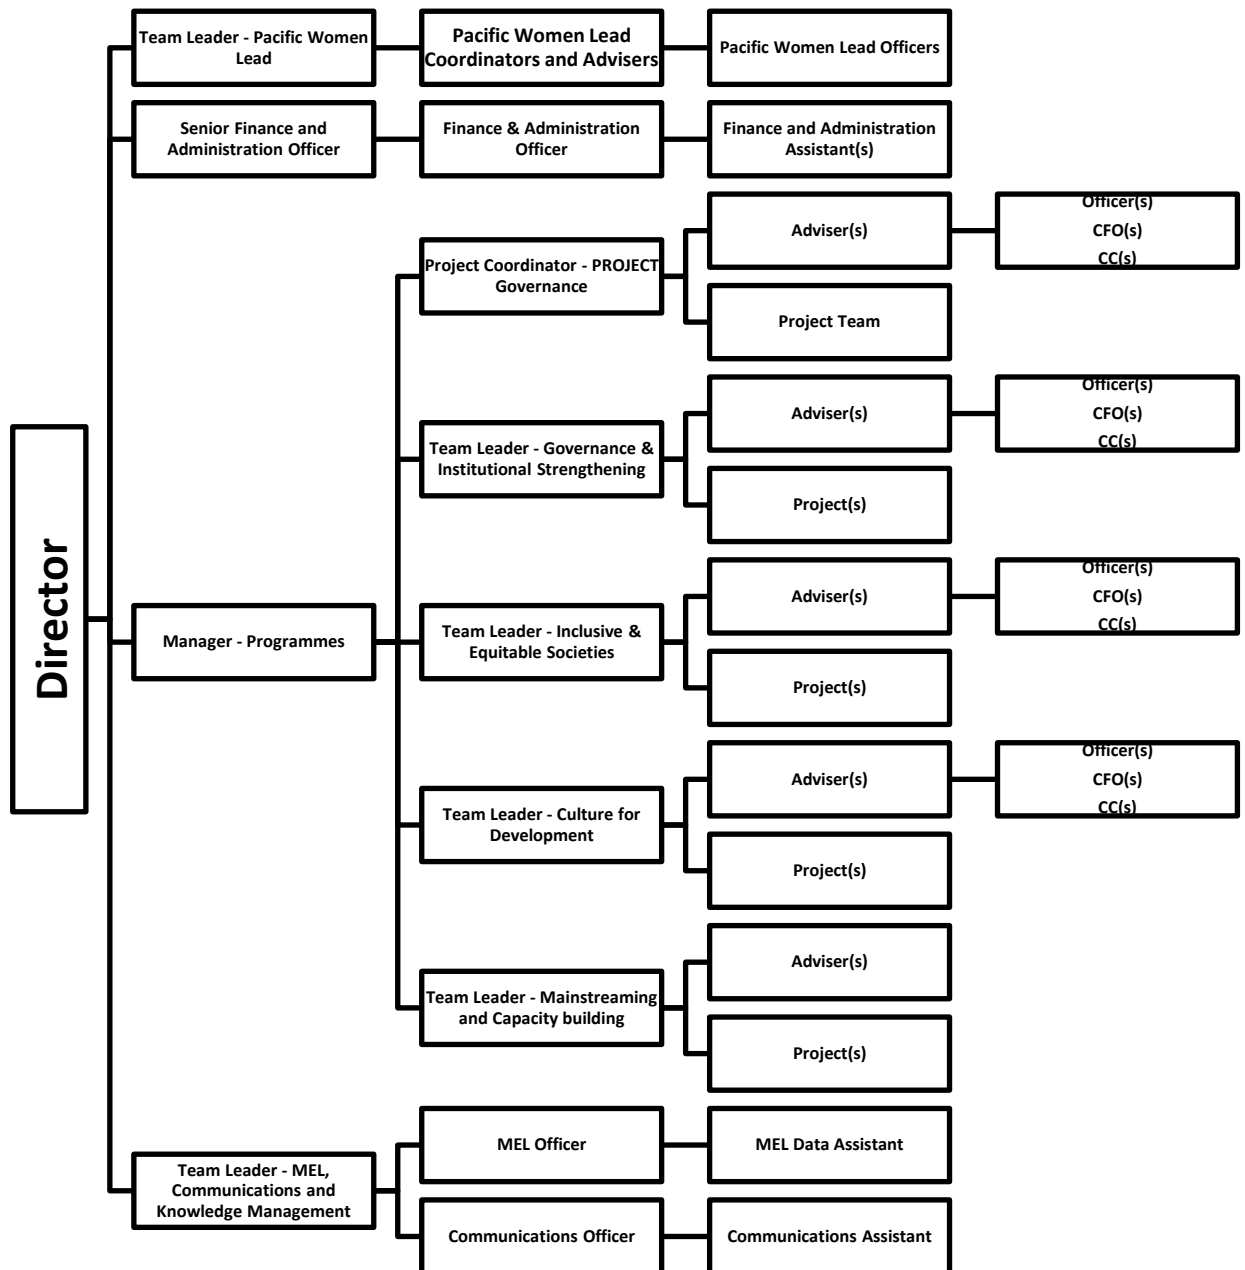 Team Leader - Pacific Women
Lead
Pacific Women Lead
Coordinators and Advisers
Pacific Women Lead Officers
Senior Finance and
Administration Officer
Finance & Administration
Officer
Finance and Administration
Assistant(s)
Director
Manager - Programmes
Project Coordinator - PROJECT
Governance
Adviser(s)
Officer(s)
CFO(s)
CC(s)
Project Team
Team Leader - Governance &
Institutional Strengthening
Adviser(s)
Officer(s)
CFO(s)
CC(s)
Project(s)
Team Leader - Inclusive &
Equitable Societies
Adviser(s)
Officer(s)
CFO(s)
CC(s)
Project(s)
Team Leader - Culture for
Development
Adviser(s)
Officer(s)
CFO(s)
CC(s)
Project(s)
Team Leader - Mainstreaming
and Capacity building
Adviser(s)
Project(s)
Team Leader - MEL,
Communications and
Knowledge Management
MEL Officer
MEL Data Assistant
Communications Officer
Communications Assistant